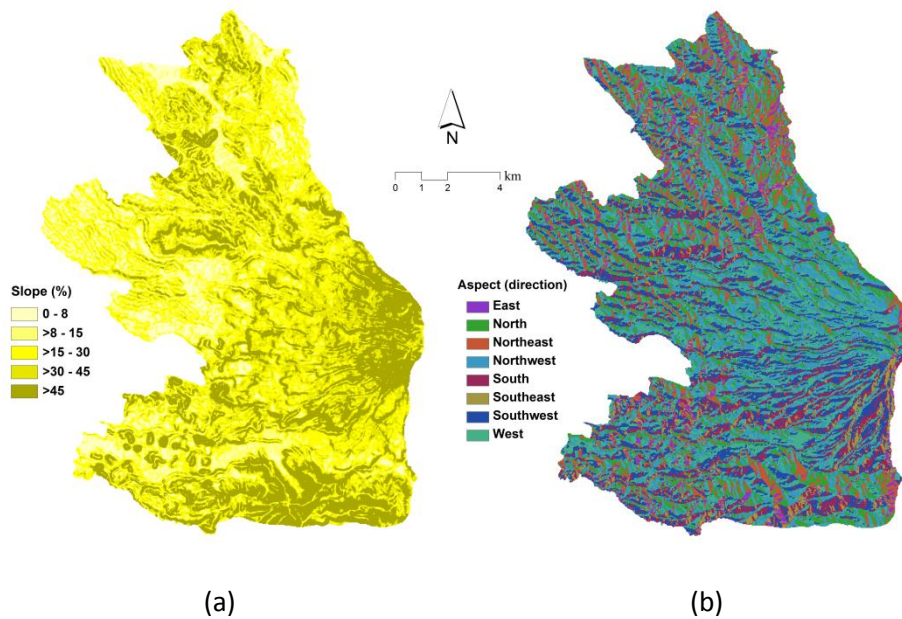 N
0 1 2 4 km
Slope (%)
0 - 8
>8 - 15
>15 - 30
>30 - 45
>45
Aspect (direction)
East
North
Northeast
Northwest
South
Southeast
Southwest
West
(a) (b)